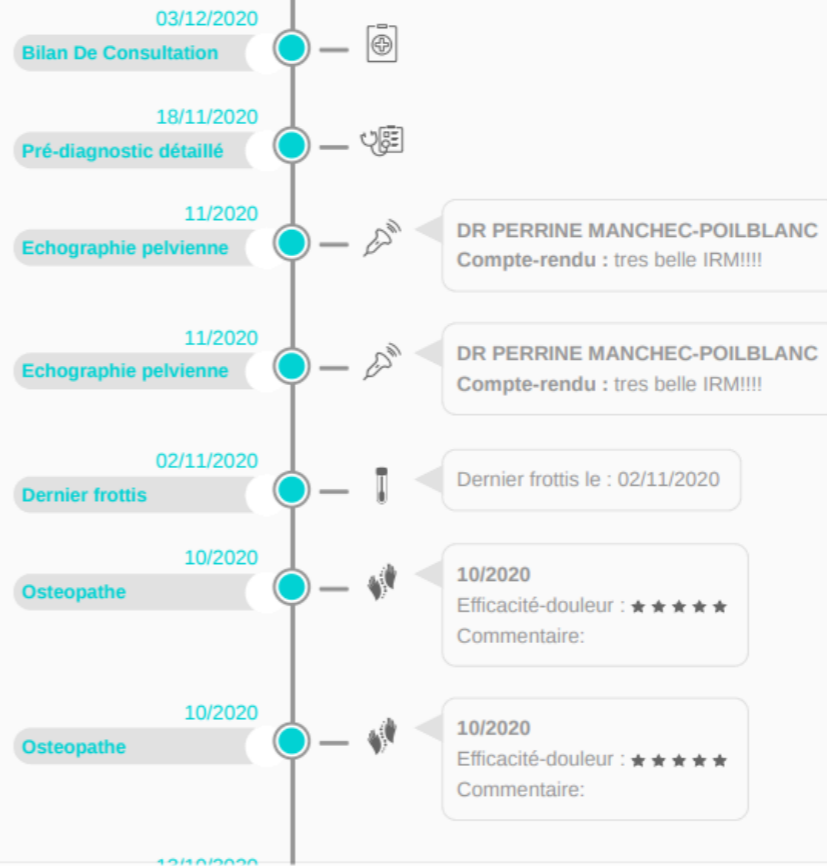 03/12/2020
Bilan De Consultation
18/11/2020
Pré-diagnostic détaillé
11/2020
Echographie pelvienne
DR PERRINE MANCHEC-POILBLANC
Compte-rendu : tres belle IRM!!!!
11/2020
Echographie pelvienne
DR PERRINE MANCHEC-POILBLANC
Compte-rendu : tres belle IRM!!!!
02/11/2020
Dernier frottis
Dernier frottis le : 02/11/2020
10/2020
Osteopathe
10/2020
Efficacité-douleur : ★★★★★
Commentaire:
10/2020
Osteopathe
10/2020
Efficacité-douleur : ★★★★★
Commentaire: